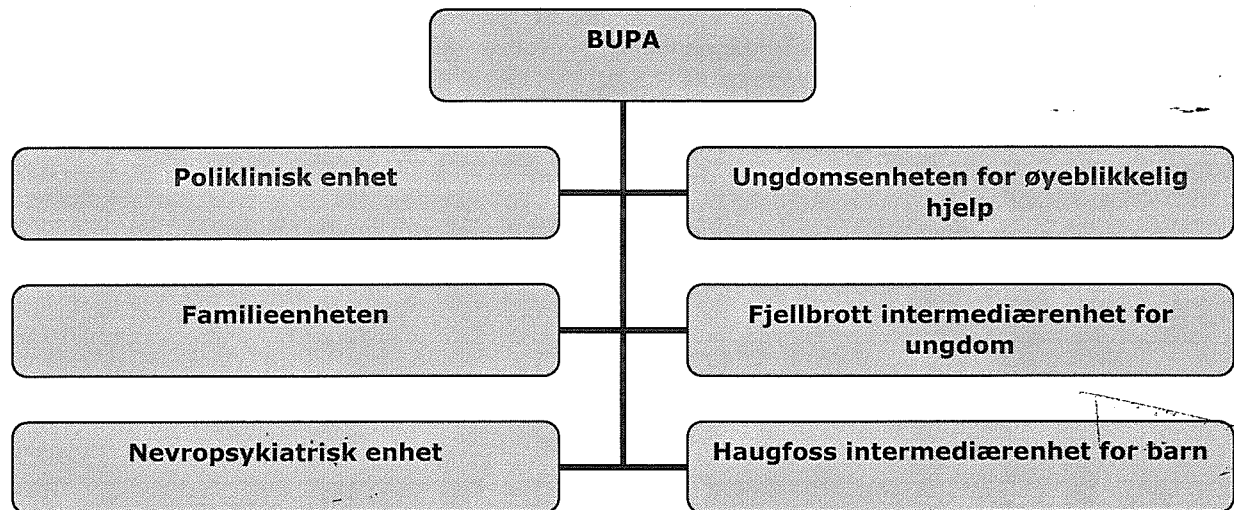 BUPA
Poliklinisk enhet
Ungdomsenheten for øyeblikkelig
hjelp
Familieenheten
Fjellbrott intermediærenhet for
ungdom
Nevropsykiatrisk enhet
Haugfoss intermediærenhet for barn